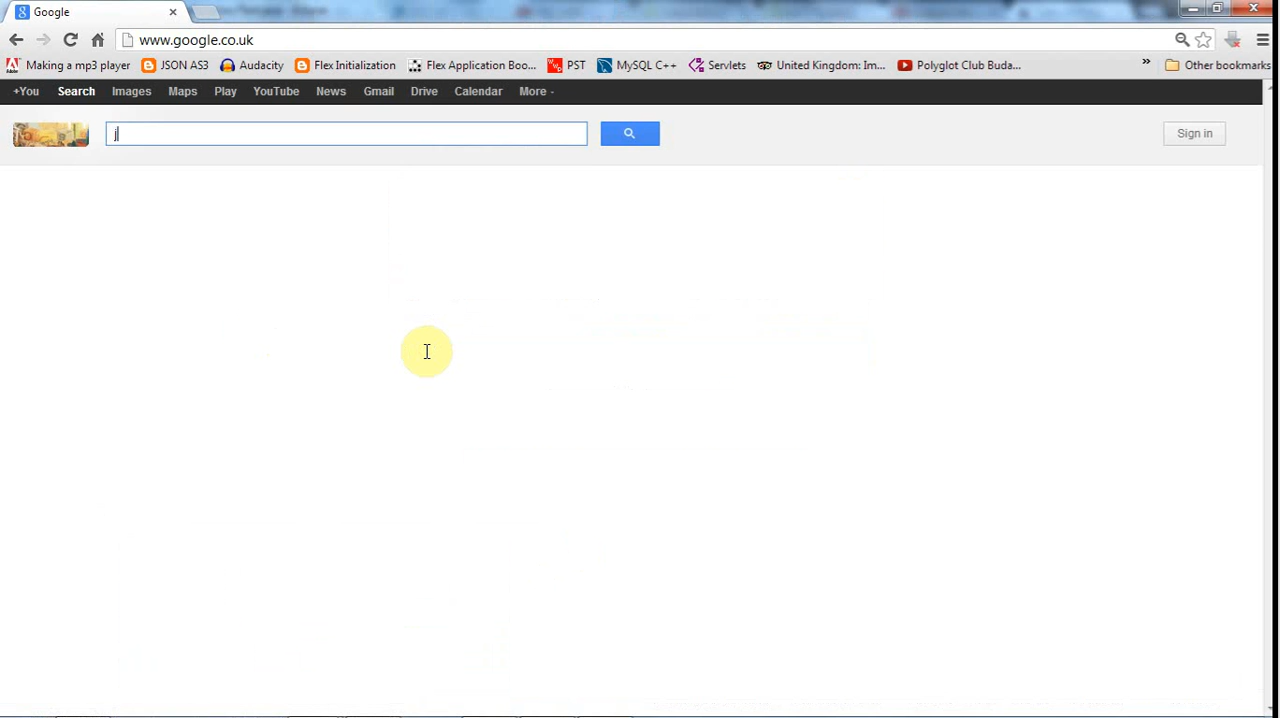 Google
www.google.co.uk
Making a mp3 player JSON AS3 Audacity Flex Initialization Flex Application Boo... PST MySQL C++ Servlets United Kingdom: Im... Polyglot Club Buda... » Other bookmarks
+You Search Images Maps Play YouTube News Gmail Drive Calendar More
j
Sign in